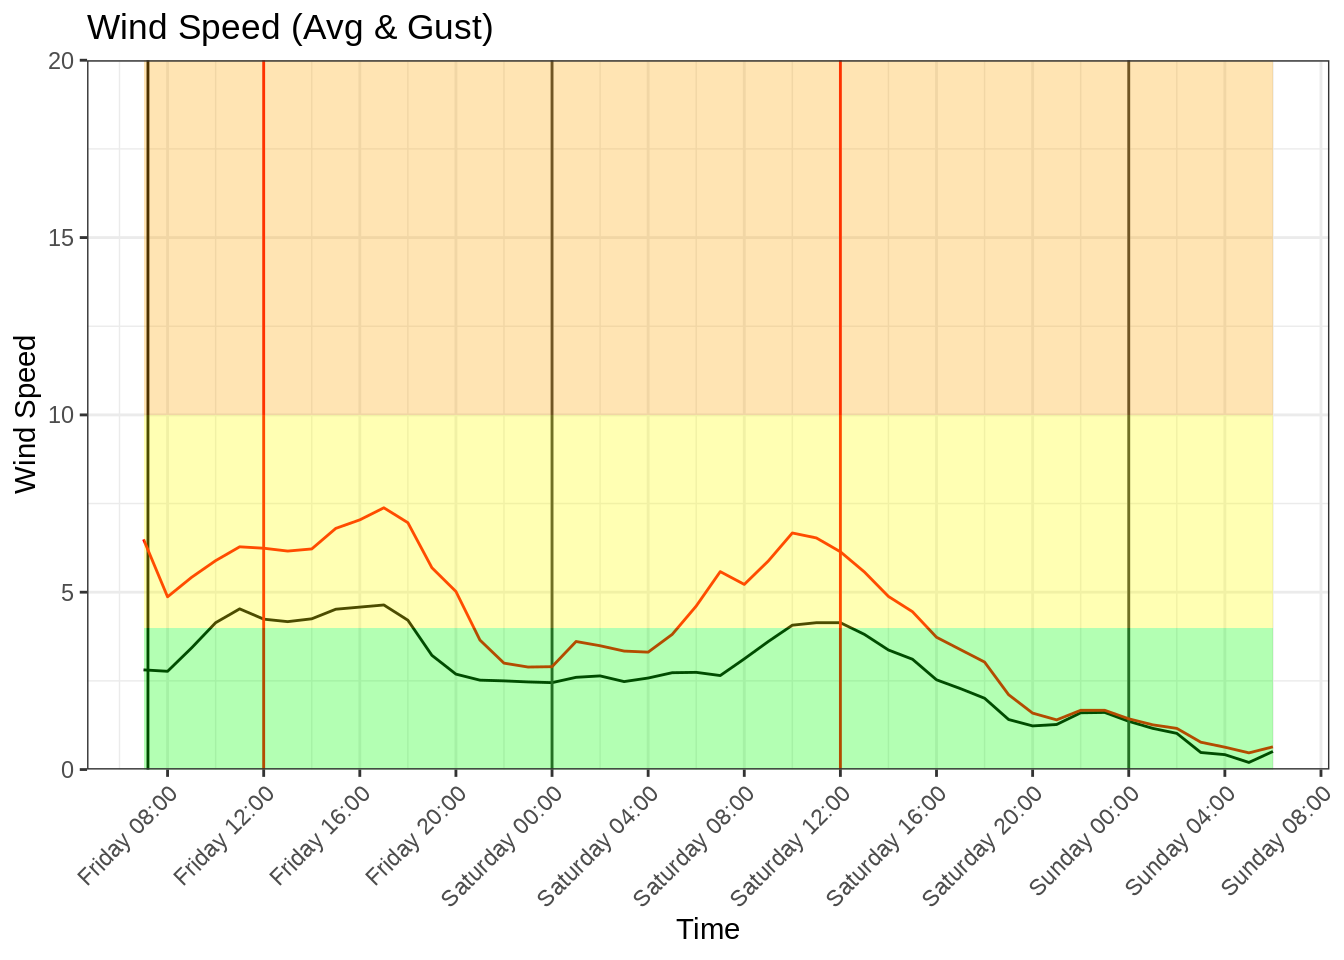 Wind Speed (Avg & Gust)
20
15
10
5
0
Wind Speed
Friday 08:00
Friday 12:00
Friday 16:00
Friday 20:00
Saturday 00:00
Saturday 04:00
Saturday 08:00
Saturday 12:00
Saturday 16:00
Saturday 20:00
Sunday 00:00
Sunday 04:00
Sunday 08:00
Time